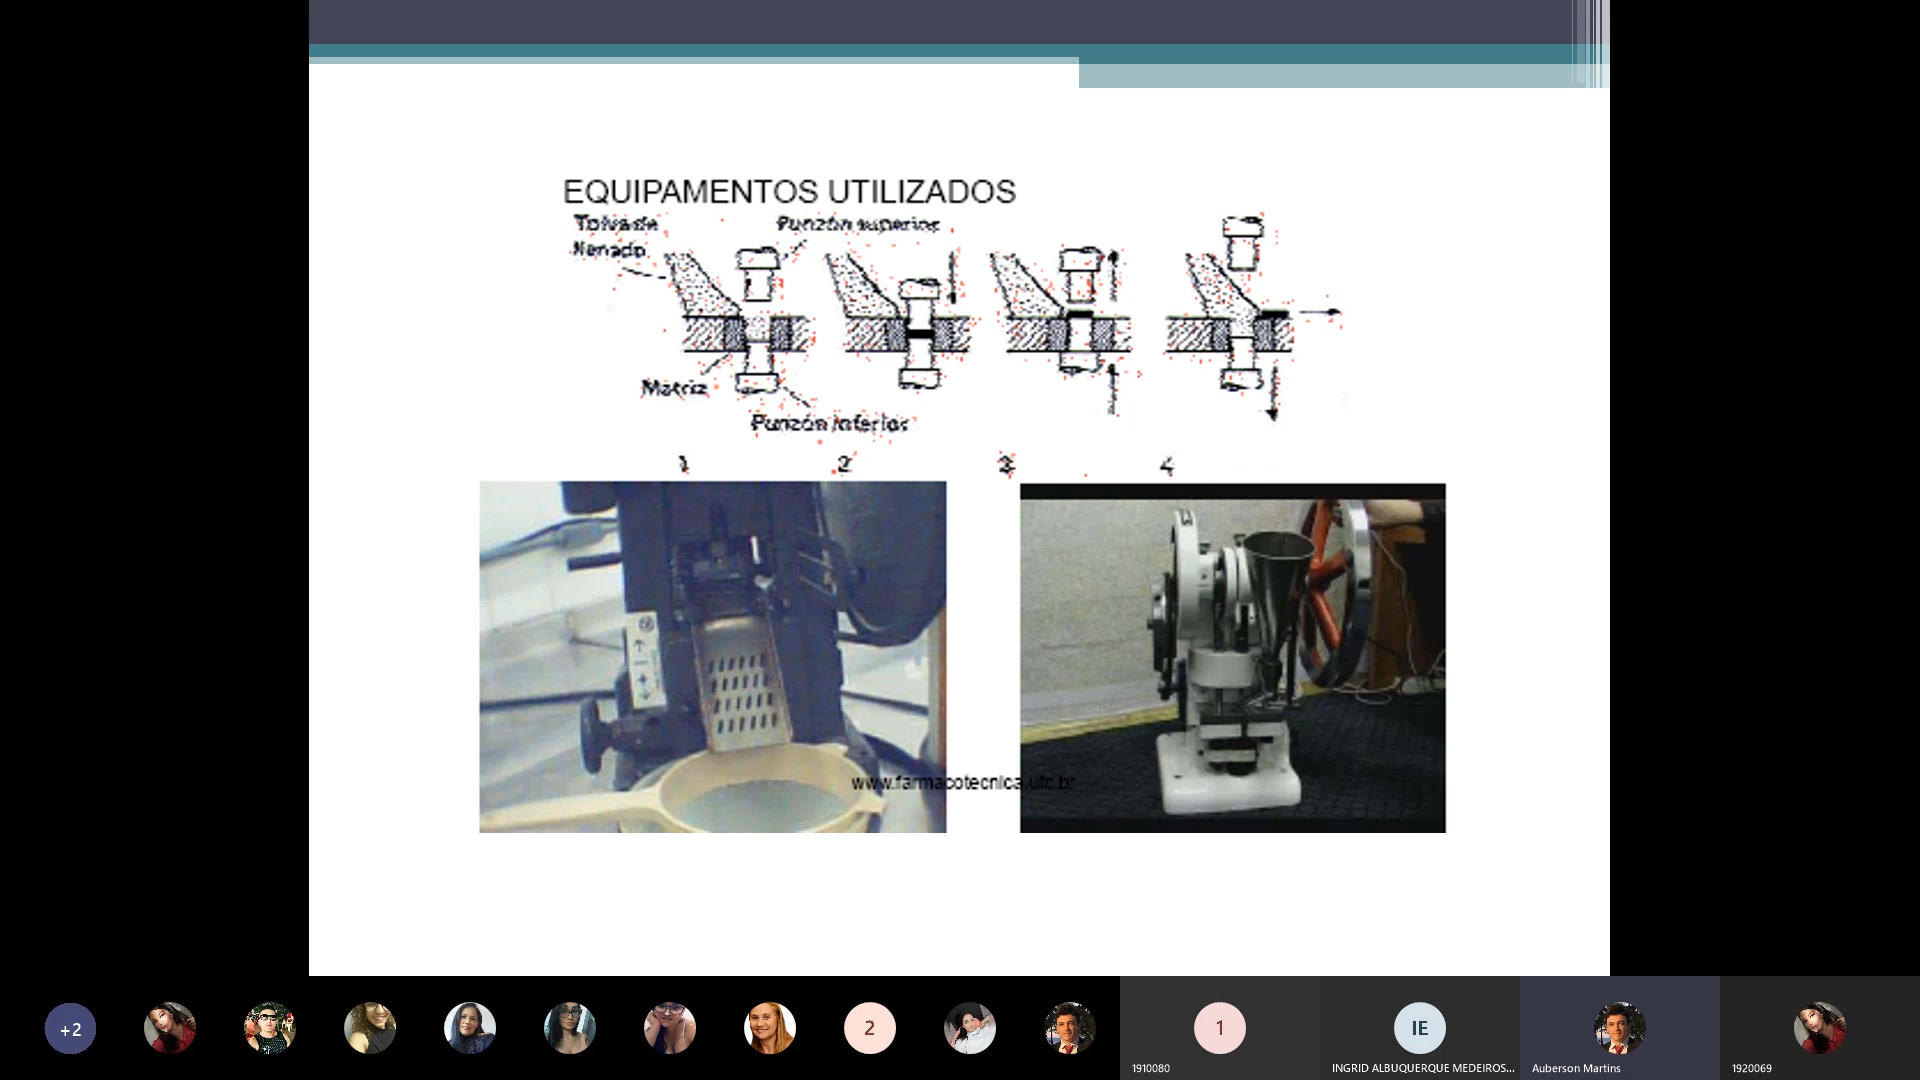 EQUIPAMENTOS UTILIZADOS
Tolva de
llenado
Punzón superior
Matriz
Punzón inferior
1
2
3
4
www.farmacotecnica.ufc.br
+2
2
1
IE
1910080
INGRID ALBUQUERQUE MEDEIROS...
Auberson Martins
1920069